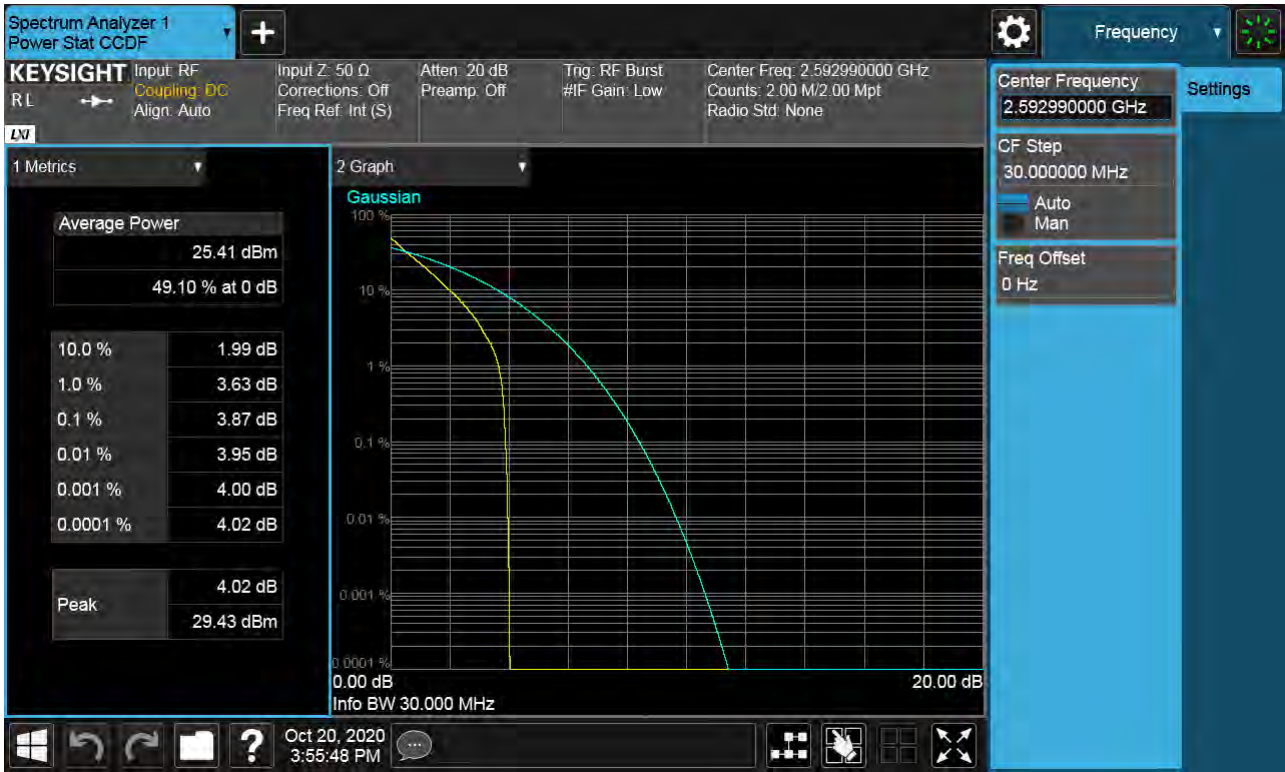 Spectrum Analyzer 1
Power Stat CCDF
+
Frequency
KEYSIGHT
RL
LXI
Input: RF
Coupling: DC
Align: Auto
Input Z: 50 Ω
Corrections: Off
Freq Ref: Int (S)
Atten: 20 dB
Preamp: Off
Trig: RF Burst
#IF Gain: Low
Center Freq: 2.592990000 GHz
Counts: 2.00 M/2.00 Mpt
Radio Std: None
Center Frequency
2.592990000 GHz
Settings
CF Step
30.000000 MHz
Auto
Man
Freq Offset
0 Hz
1 Metrics
Average Power
25.41 dBm
49.10 % at 0 dB
10.0 % 1.99 dB
1.0 % 3.63 dB
0.1 % 3.87 dB
0.01 % 3.95 dB
0.001 % 4.00 dB
0.0001 % 4.02 dB
Peak
4.02 dB
29.43 dBm
2 Graph
Gaussian
100 %
10 %
1 %
0.1 %
0.01 %
0.001 %
0.0001 %
0.00 dB 20.00 dB
Info BW 30.000 MHz
?
Oct 20, 2020
3:55:48 PM